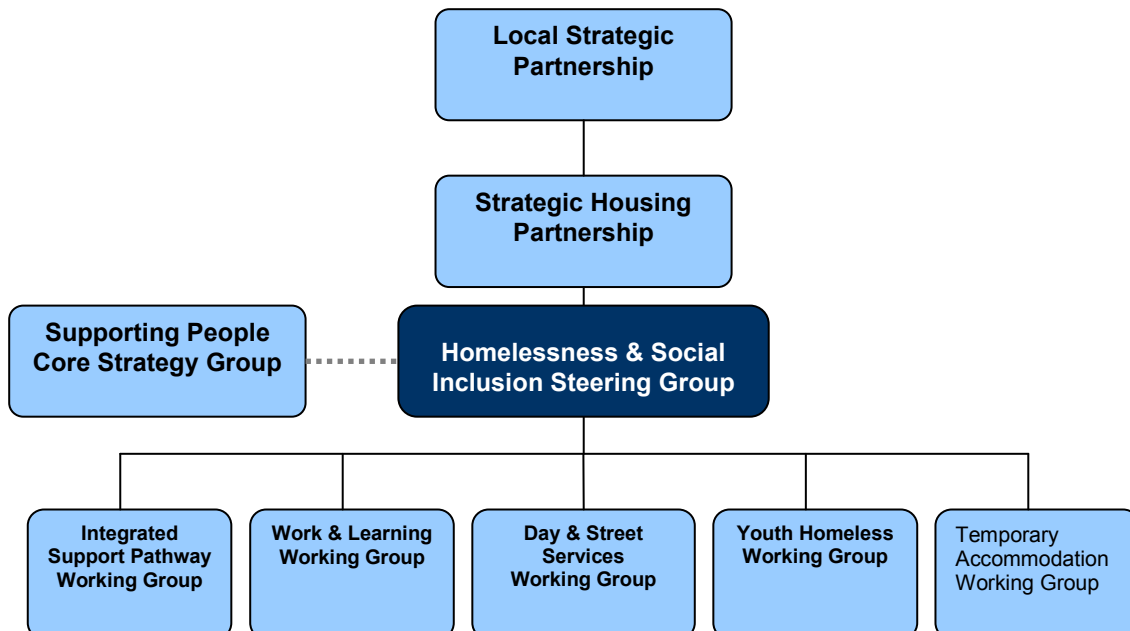 Local Strategic
Partnership
Strategic Housing
Partnership
Supporting People
Core Strategy Group
Homelessness & Social
Inclusion Steering Group
Integrated
Support Pathway
Working Group
Work & Learning
Working Group
Day & Street
Services
Working Group
Youth Homeless
Working Group
Temporary
Accommodation
Working Group